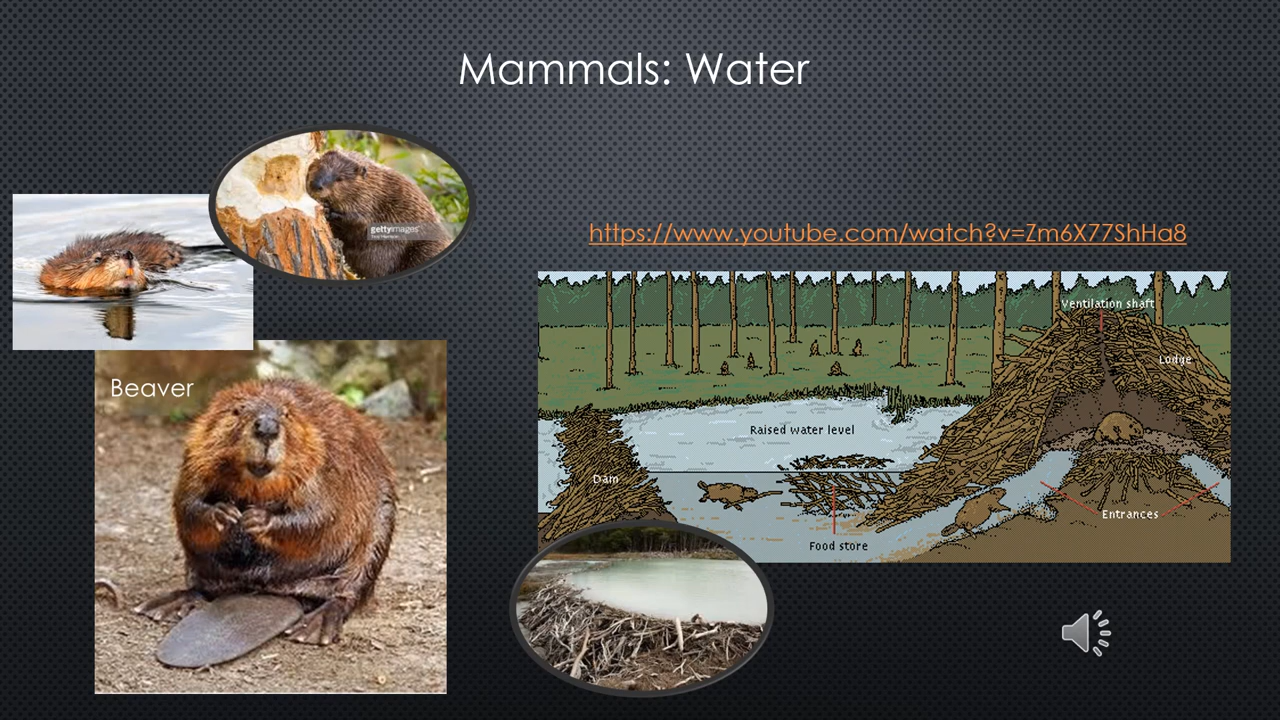 Mammals: Water
gettyimages
https://www.youtube.com/watch?v=Zm6X77ShHa8
Ventilation shaft
Lodge
Beaver
Raised water level
Dam
Entrances
Food store